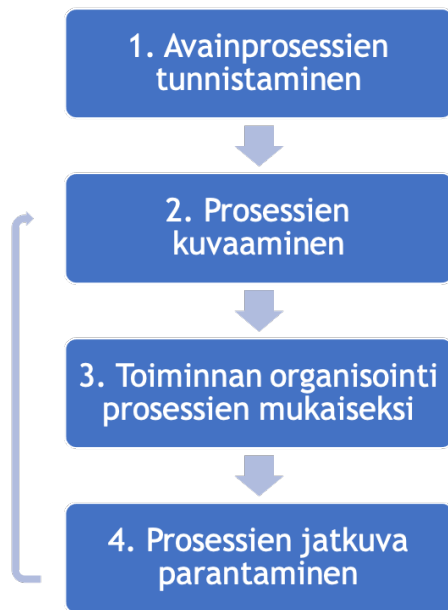 1. Avainprosessien
tunnistaminen
2. Prosessien
kuvaaminen
3. Toiminnan organisointi
prosessien mukaiseksi
4. Prosessien jatkuva
parantaminen